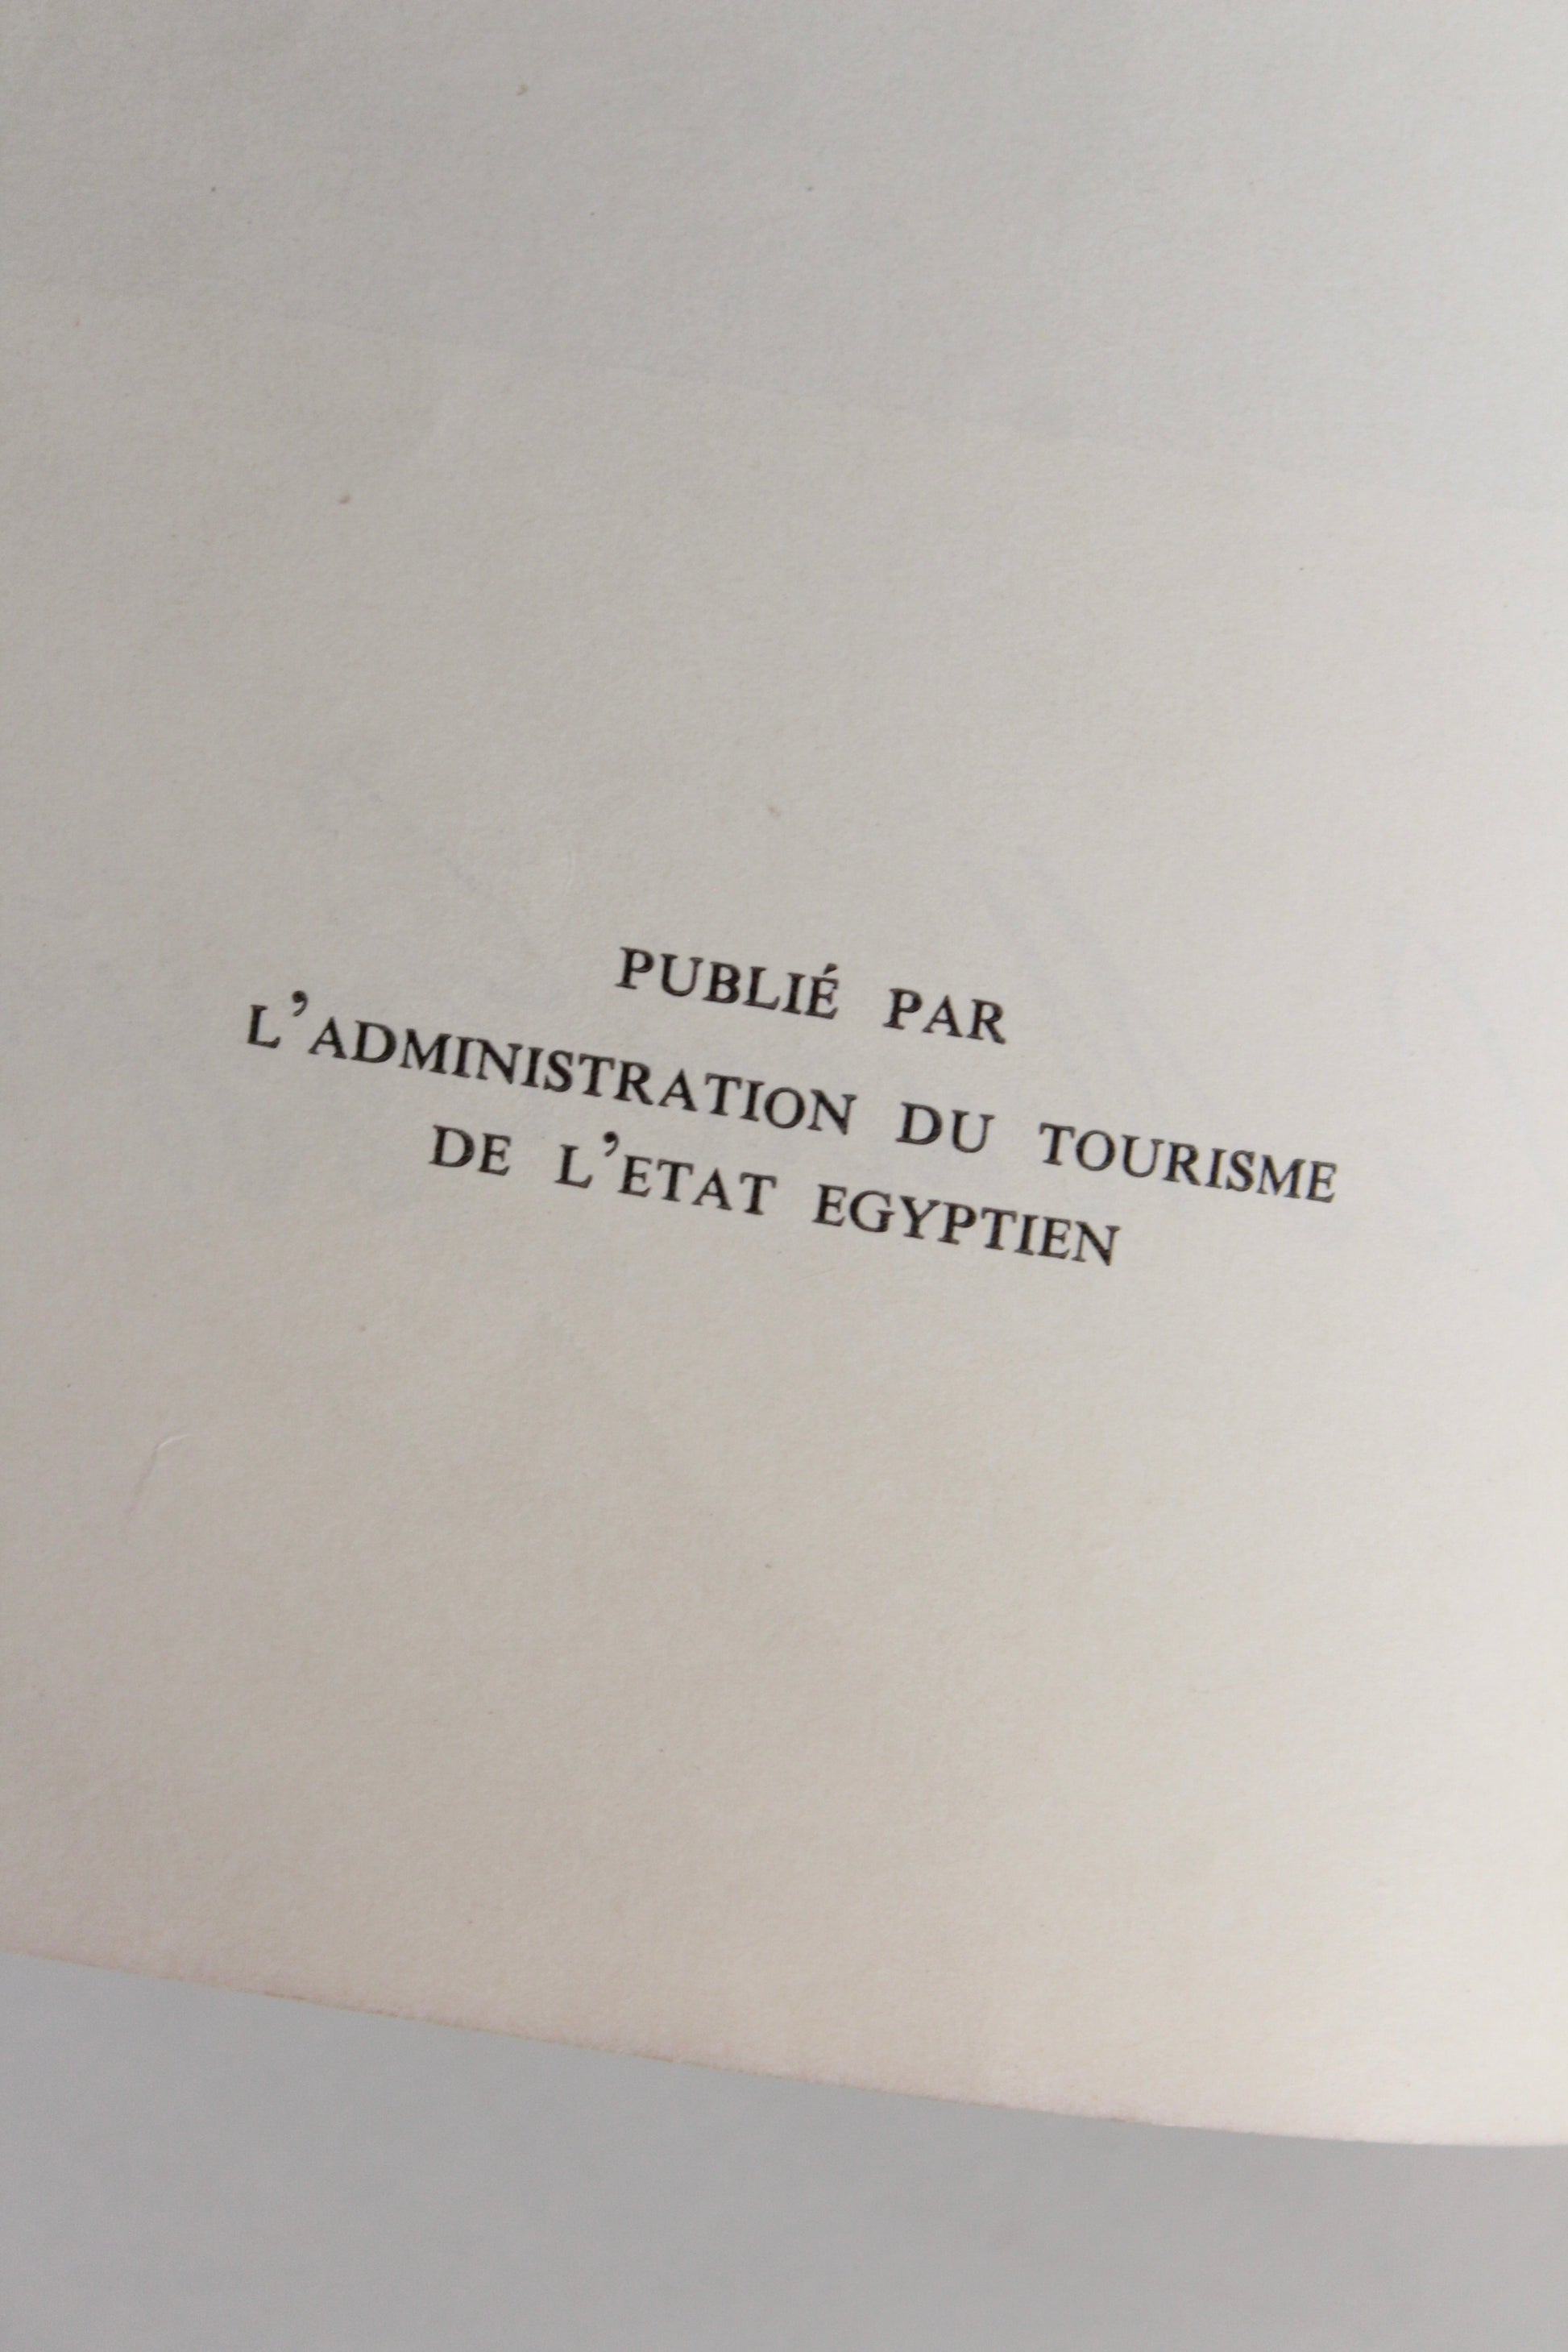 PUBLIÉ PAR
L'ADMINISTRATION DU TOURISME
DE L'ETAT EGYPTIEN